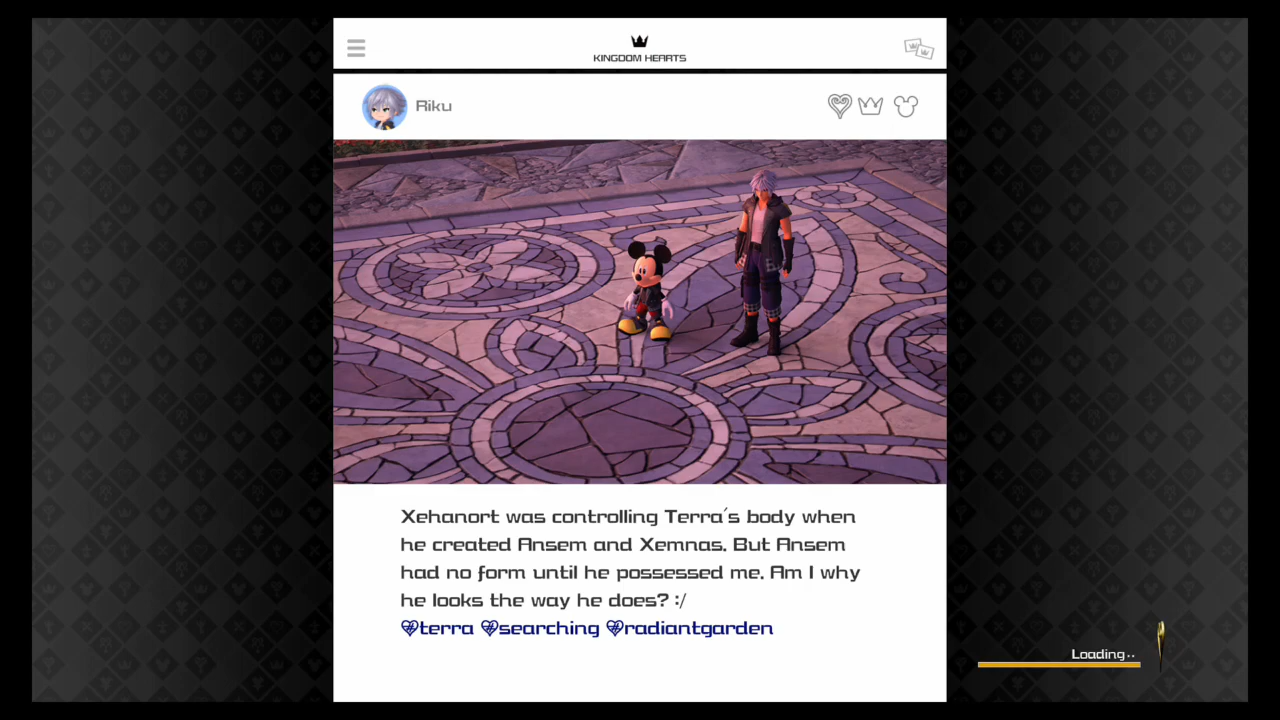 KINGDOM HEARTS
Riku
Xehanort was controlling Terra's body when
he created Ansem and Xemnas. But Ansem
had no form until he possessed me. Am I why
he looks the way he does? :/
terra searching radiantgarden
Loading..